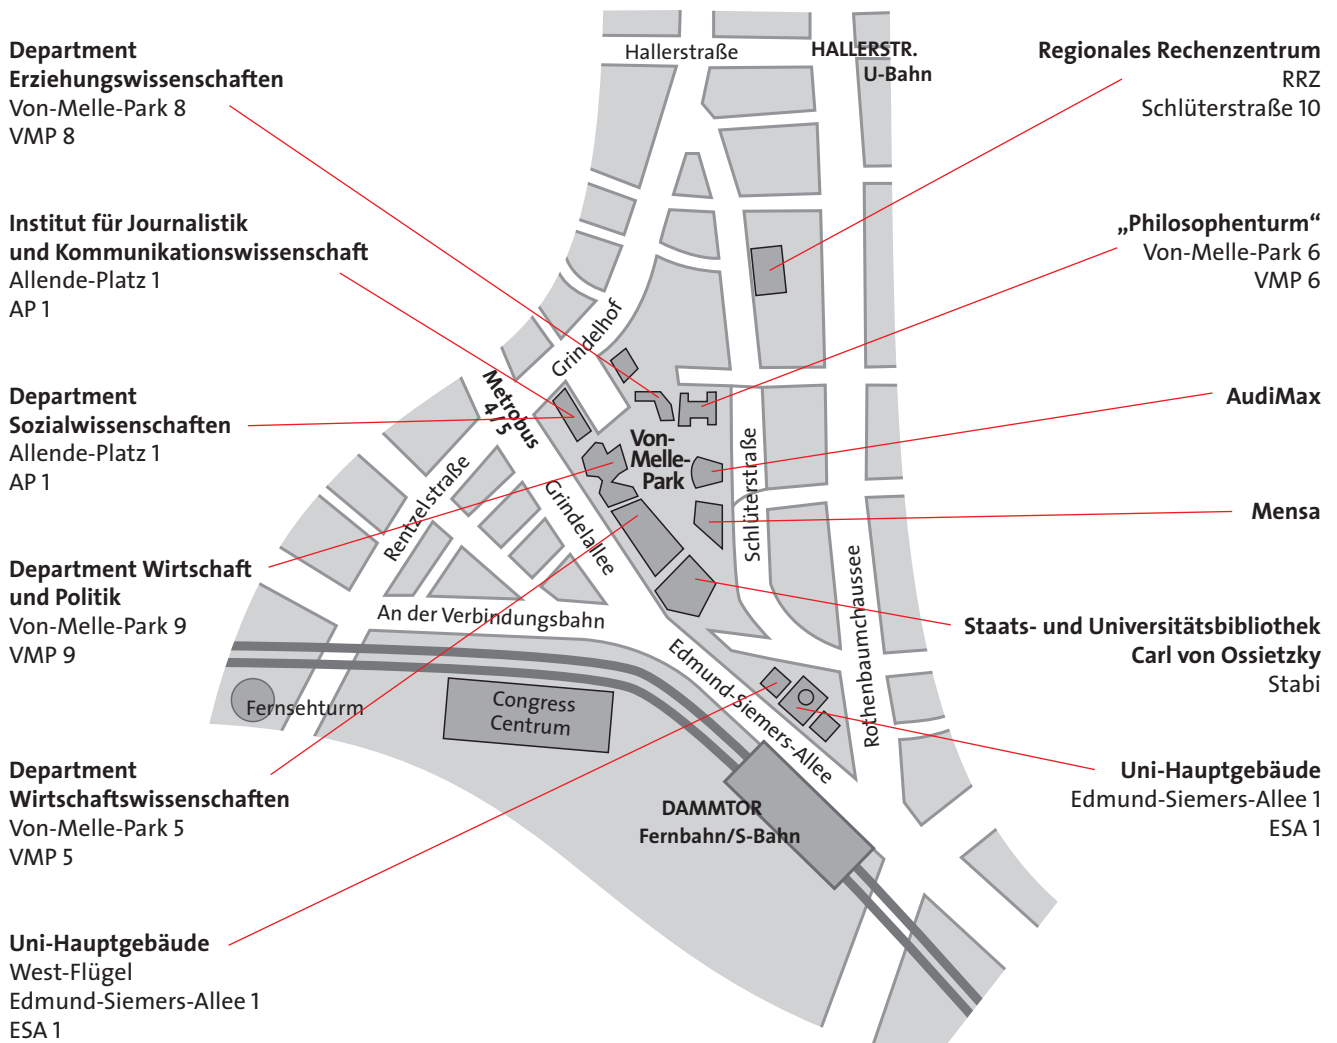 Department
Erziehungswissenschaften
Von-Melle-Park 8
VMP 8
Institut für Journalistik
und Kommunikationswissenschaft
Allende-Platz 1
AP 1
Department
Sozialwissenschaften
Allende-Platz 1
AP 1
Department Wirtschaft
und Politik
Von-Melle-Park 9
VMP 9
Department
Wirtschaftswissenschaften
Von-Melle-Park 5
VMP 5
Uni-Hauptgebäude
West-Flügel
Edmund-Siemers-Allee 1
ESA 1
Hallerstraße
HALLERSTR.
U-Bahn
Grindelhof
Metrobus
4/5
Von-
Melle-
Park
Schlüterstraße
Rentzelstraße
Grindelallee
An der Verbindungsbahn
Edmund-Siemers-Allee
Rothenbaumchaussee
Fernsehturm
Congress
Centrum
DAMMTOR
Fernbahn/S-Bahn
Regionales Rechenzentrum
RRZ
Schlüterstraße 10
„Philosophenturm“
Von-Melle-Park 6
VMP 6
AudiMax
Mensa
Staats- und Universitätsbibliothek
Carl von Ossietzky
Stabi
Uni-Hauptgebäude
Edmund-Siemers-Allee 1
ESA 1